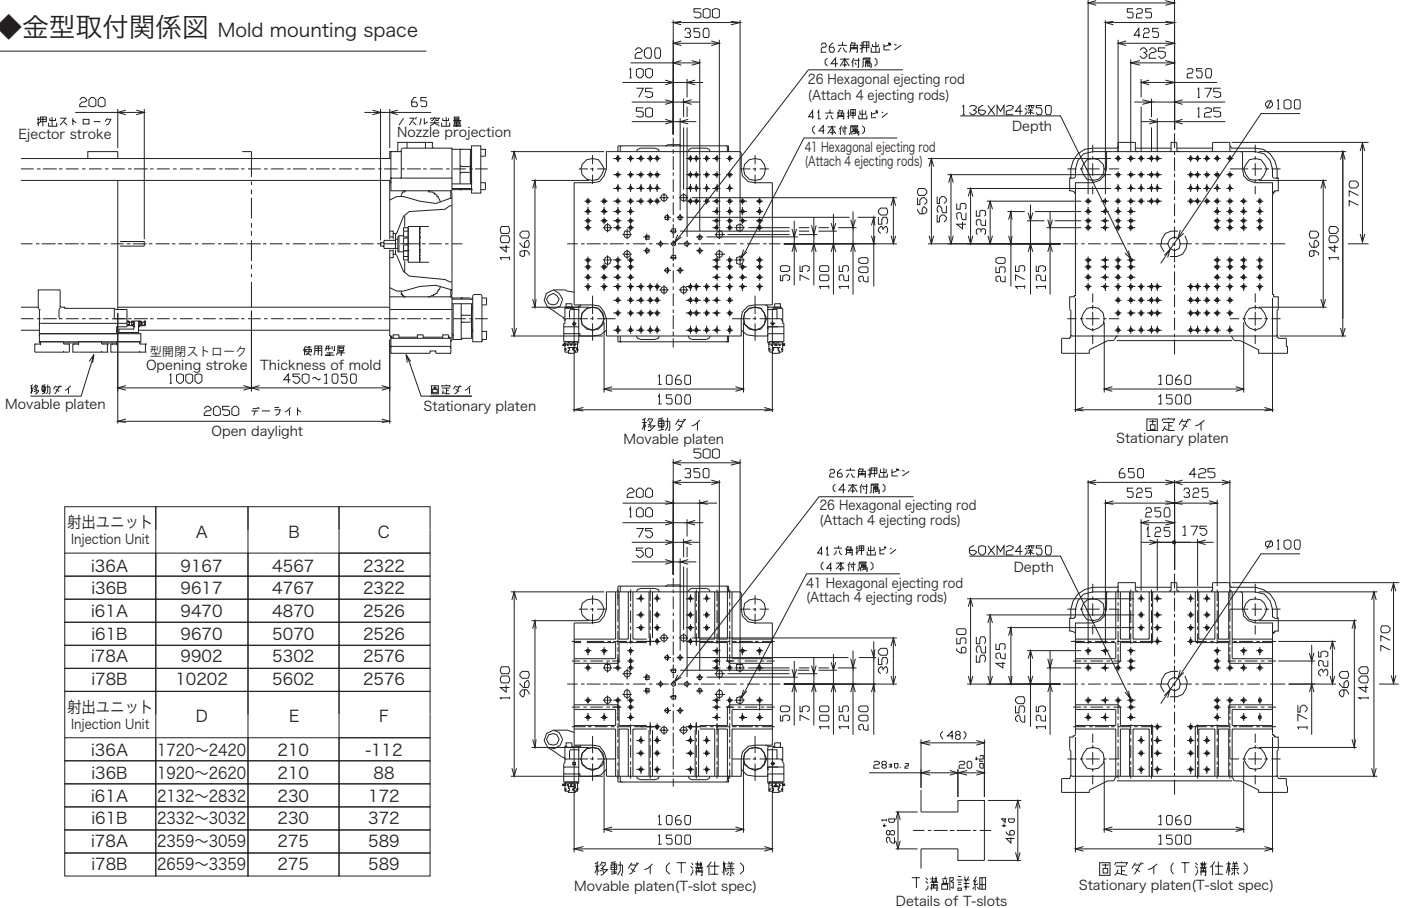 ◆金型取付関係図 Mold mounting space
200
押出ストローク
Ejector stroke
65
ノズル突出量
Nozzle projection
型開閉ストローク
Opening stroke
1000
使用型厚
Thickness of mold
450～1050
移動ダイ
Movable platen
固定ダイ
Stationary platen
2050 デーライト
Open daylight
500
350
200
100
75
50
26六角押出ピン
(4本付属)
26 Hexagonal ejecting rod
(Attach 4 ejecting rods)
41六角押出ピン
(4本付属)
41 Hexagonal ejecting rod
(Attach 4 ejecting rods)
1400
960
350
50
75
100
125
200
1060
1500
移動ダイ
Movable platen
525
425
325
250
175
125
136XM24深50
Depth
ø100
650
525
425
325
250
175
125
770
960
1400
1060
1500
固定ダイ
Stationary platen
射出ユニット
Injection Unit
A B C
i36A 9167 4567 2322
i36B 9617 4767 2322
i61A 9470 4870 2526
i61B 9670 5070 2526
i78A 9902 5302 2576
i78B 10202 5602 2576
射出ユニット
Injection Unit
D E F
i36A 1720～2420 210 -112
i36B 1920～2620 210 88
i61A 2132～2832 230 172
i61B 2332～3032 230 372
i78A 2359～3059 275 589
i78B 2659～3359 275 589
500
350
200
100
75
50
26六角押出ピン
(4本付属)
26 Hexagonal ejecting rod
(Attach 4 ejecting rods)
41六角押出ピン
(4本付属)
41 Hexagonal ejecting rod
(Attach 4 ejecting rods)
1400
960
350
50
75
100
125
200
1060
1500
移動ダイ(T溝仕様)
Movable platen(T-slot spec)
(48)
28±0.2
20
28 +1 0
46 +4 0
T溝部詳細
Details of T-slots
650
425
525
325
250
125
175
60XM24深50
Depth
ø100
650
525
425
250
125
770
325
175
960
1400
1060
1500
固定ダイ(T溝仕様)
Stationary platen(T-slot spec)